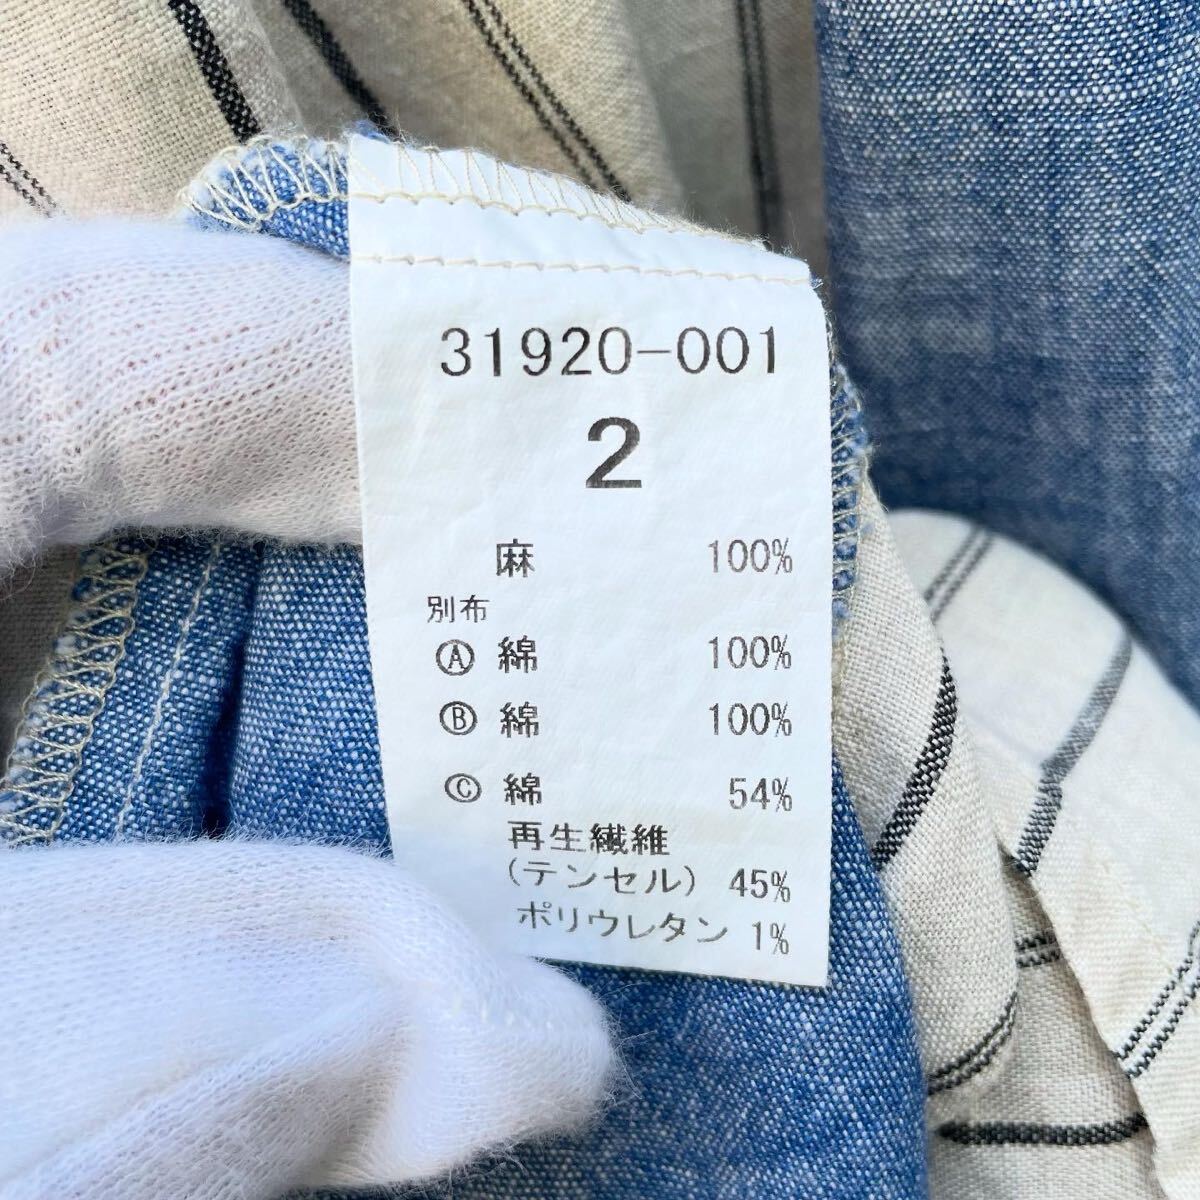 31920-001
2
麻 100%
別布
Ⓐ 綿 100%
Ⓑ 綿 100%
Ⓒ 綿 54%
再生繊維
(テンセル) 45%
ポリウレタン 1%